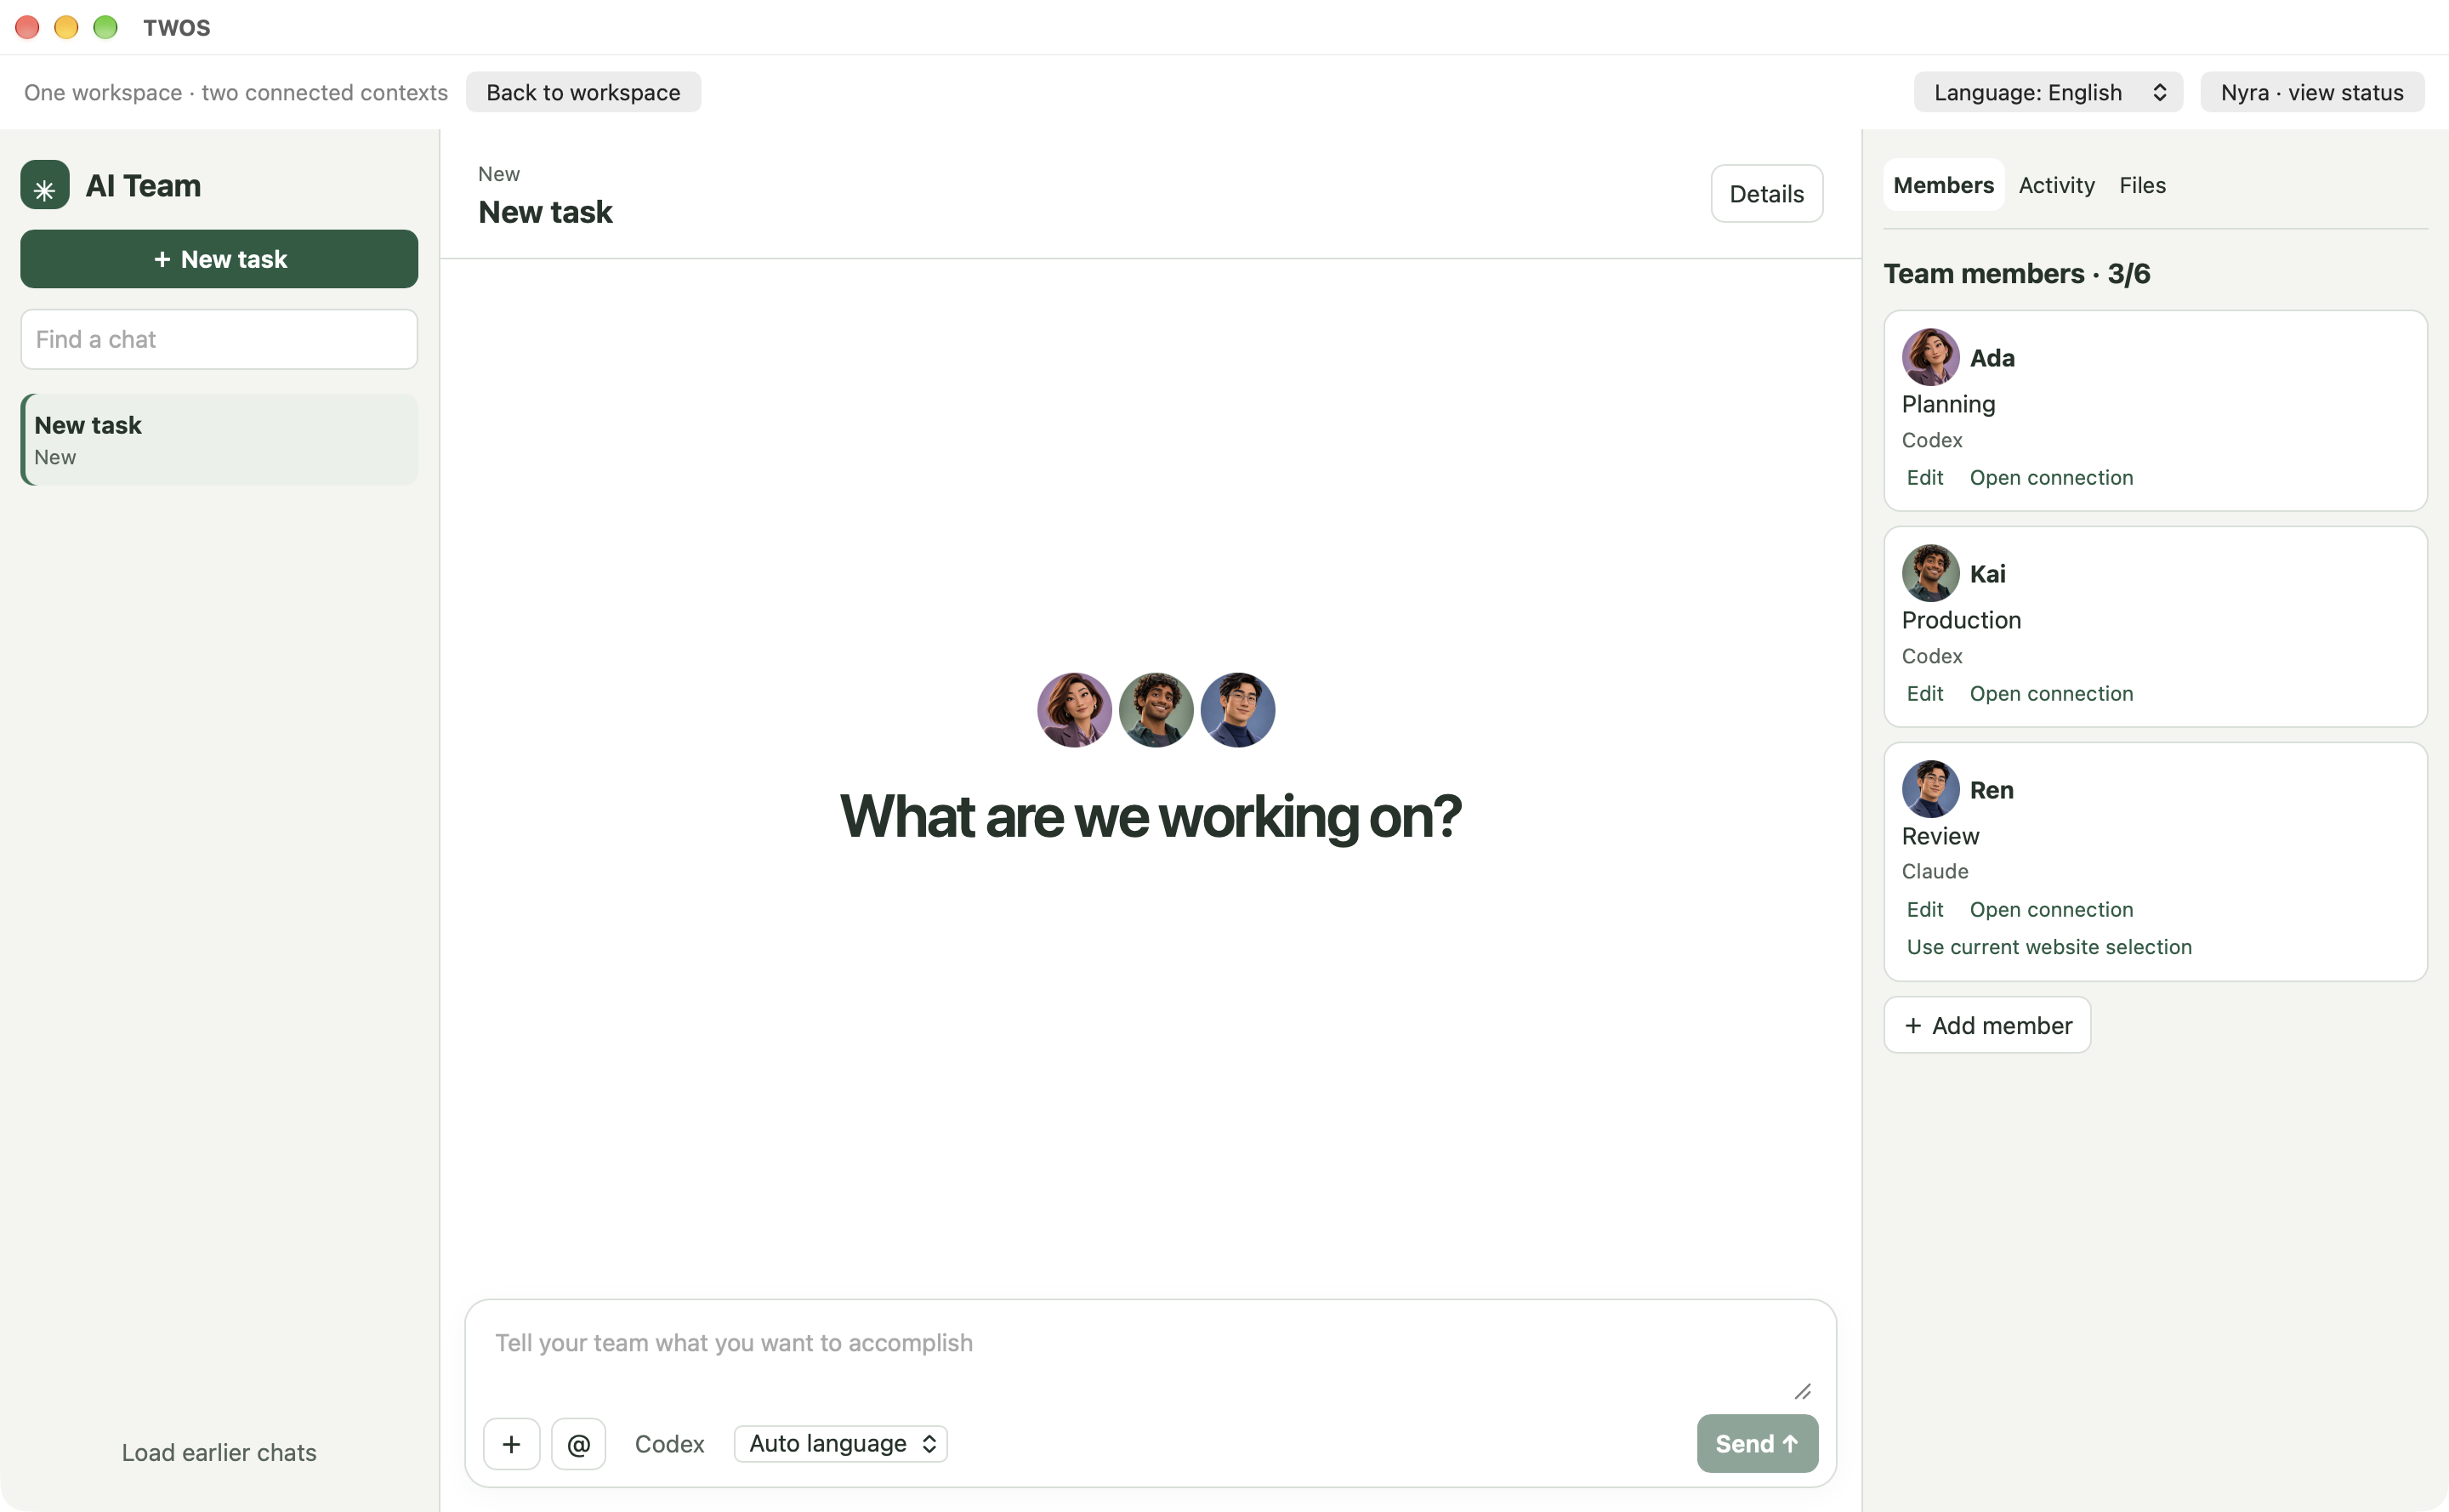 TWOS
One workspace · two connected contexts
Back to workspace
Language: English
Nyra · view status
AI Team
+ New task
Find a chat
New task
New
Load earlier chats
New
New task
Details
What are we working on?
Tell your team what you want to accomplish
+
@
Codex
Auto language
Send ↑
Members
Activity
Files
Team members · 3/6
Ada
Planning
Codex
Edit
Open connection
Kai
Production
Codex
Edit
Open connection
Ren
Review
Claude
Edit
Open connection
Use current website selection
+ Add member